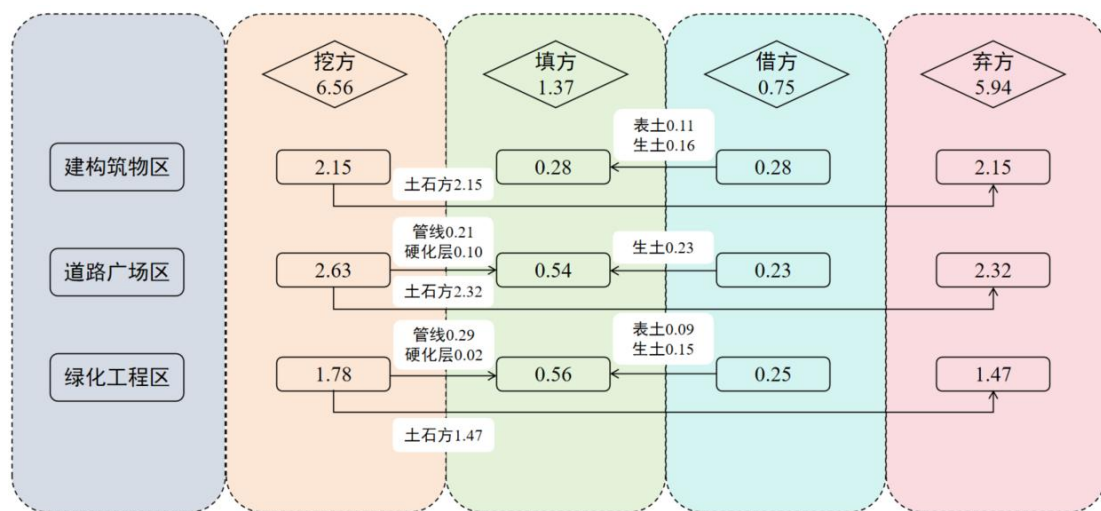 挖方
6.56
填方
1.37
借方
0.75
弃方
5.94
表土0.11
生土0.16
建构筑物区
2.15
0.28
0.28
2.15
土石方2.15
管线0.21
硬化层0.10
生土0.23
道路广场区
2.63
0.54
0.23
2.32
土石方2.32
管线0.29
硬化层0.02
表土0.09
生土0.15
绿化工程区
1.78
0.56
0.25
1.47
土石方1.47